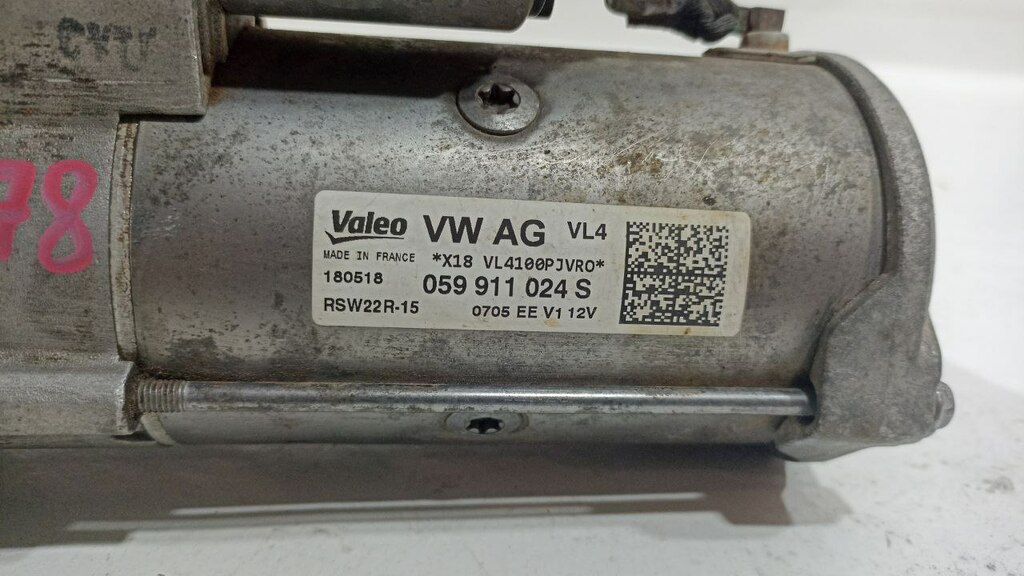 78
Valeo VW AG VL4
MADE IN FRANCE *X18 VL4100PJVRO*
180518 059 911 024 S
RSW22R-15 0705 EE V1 12V